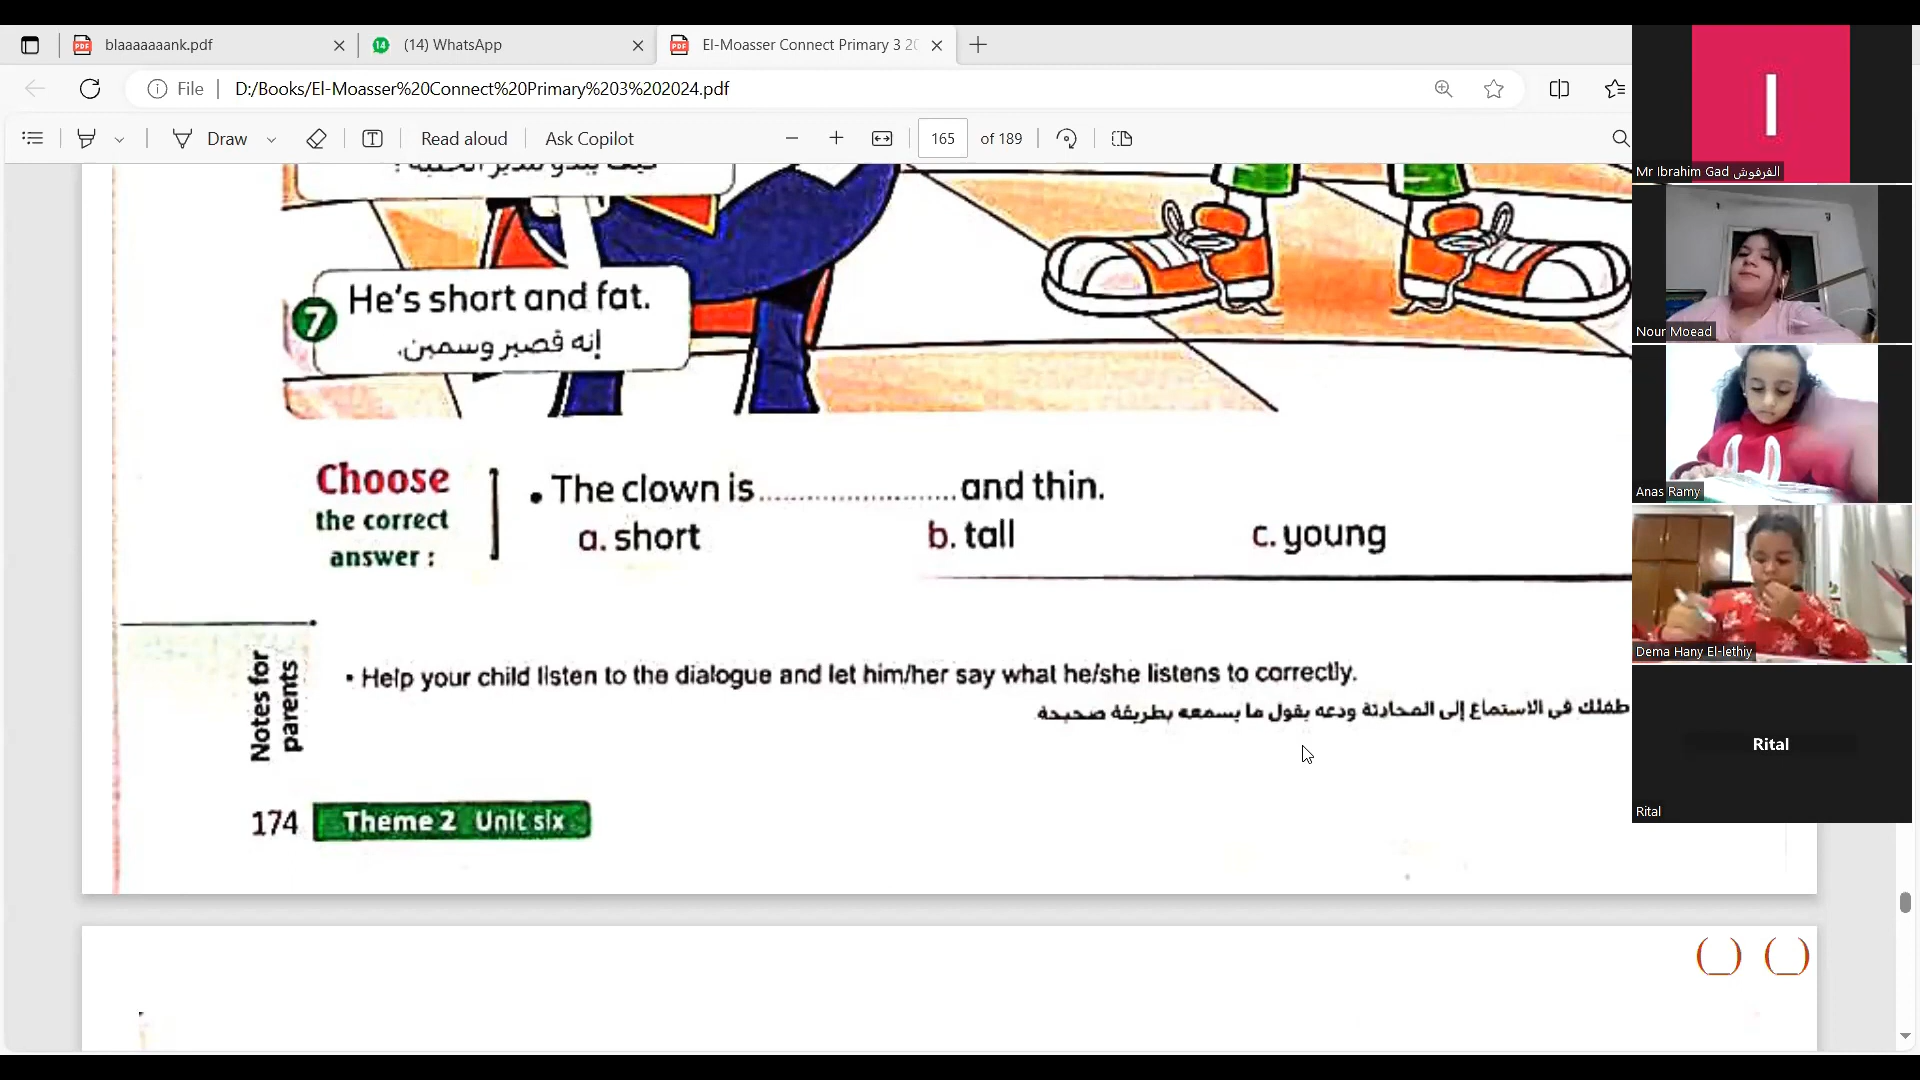 blaaaaaaank.pdf
14
(14) WhatsApp
El-Moasser Connect Primary 3 20
File
D:/Books/El-Moasser%20Connect%20Primary%203%202024.pdf
Draw
Read aloud
Ask Copilot
165
of 189
He's short and fat.
7
إنه قصير وسمين.
Choose
the correct
answer :
• The clown is ........................ and thin.
a. short
b. tall
c. young
Notes for
parents
• Help your child listen to the dialogue and let him/her say what he/she listens to correctly.
طفلك في الاستماع إلى المحادثة ودعه يقول ما يسمعه بطريقة صحيحة
174
Theme 2 Unit six
(_) (_)
I
Mr Ibrahim Gad الفرفوش
Nour Moead
Anas Ramy
Dema Hany El-lethiy
Rital
Rital